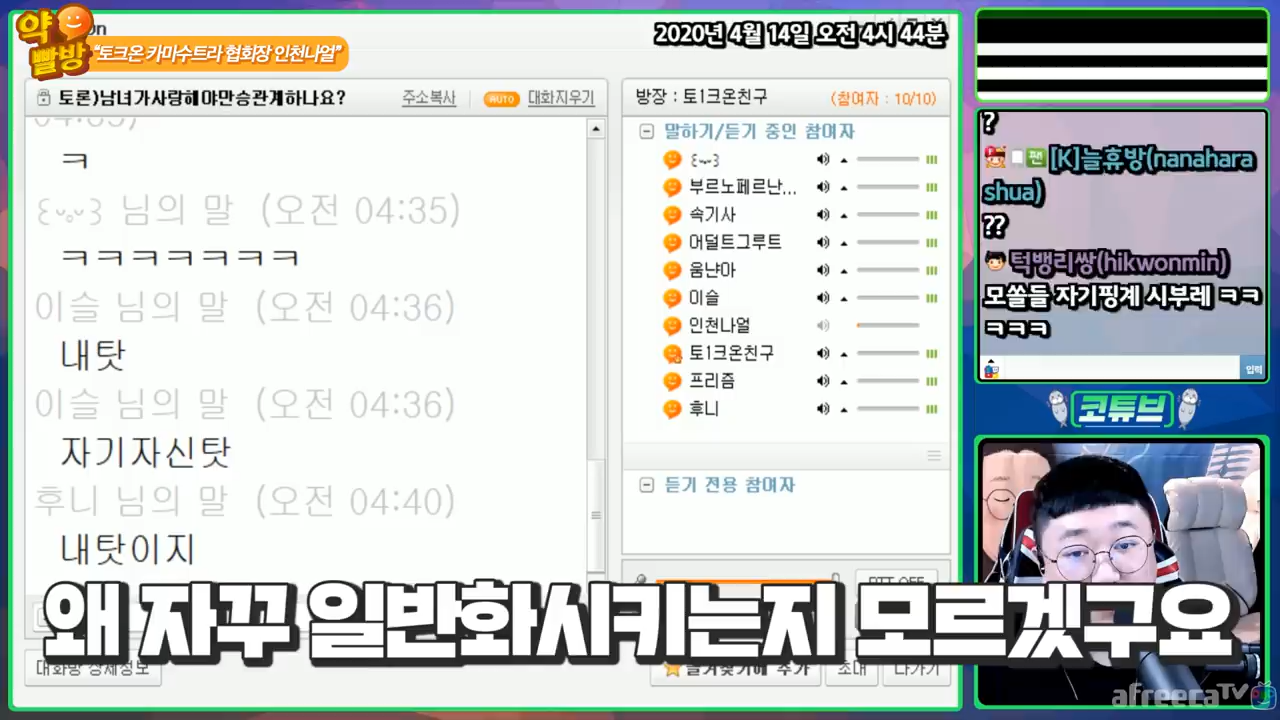 약빨방
"토크온 카마수트라 협회장 인천나얼"
2020년 4월 14일 오전 4시 44분
토론)남녀가사랑해야만승관계하나요?
주소복사
AUTO
대화지우기
방장 : 토1크온친구
(참여자 : 10/10)
ㅋ
꒰ᵕ̣̣̣̣̣ᵕ꒱ 님의 말 (오전 04:35)
ㅋㅋㅋㅋㅋㅋㅋ
이슬 님의 말 (오전 04:36)
내탓
이슬 님의 말 (오전 04:36)
자기자신탓
후니 님의 말 (오전 04:40)
내탓이지
말하기/듣기 중인 참여자
부르노페르난...
속기사
어덜트그루트
움냔아
이슬
인천나얼
토1크온친구
프리즘
후니
듣기 전용 참여자
PTT OFF
대화방 상세정보
즐겨찾기에 추가
초대
나가기
왜 자꾸 일반화시키는지 모르겠구요
?
팬
[K]늘휴방(nanahara
shua)
??
턱뱅리쌍(hikwonmin)
모쏠들 자기핑계 시부레 ㅋㅋ
ㅋㅋㅋ
입력
코튜브
afreecaTV